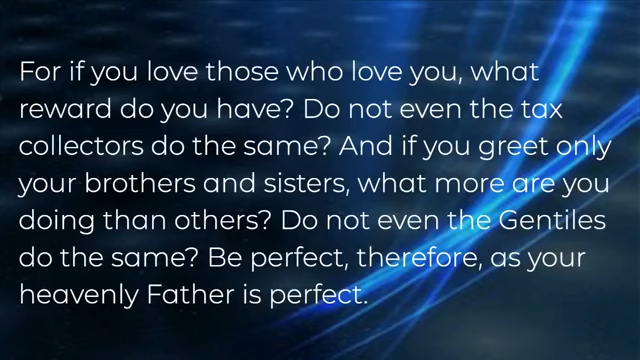 For if you love those who love you, what
reward do you have? Do not even the tax
collectors do the same? And if you greet only
your brothers and sisters, what more are you
doing than others? Do not even the Gentiles
do the same? Be perfect, therefore, as your
heavenly Father is perfect.